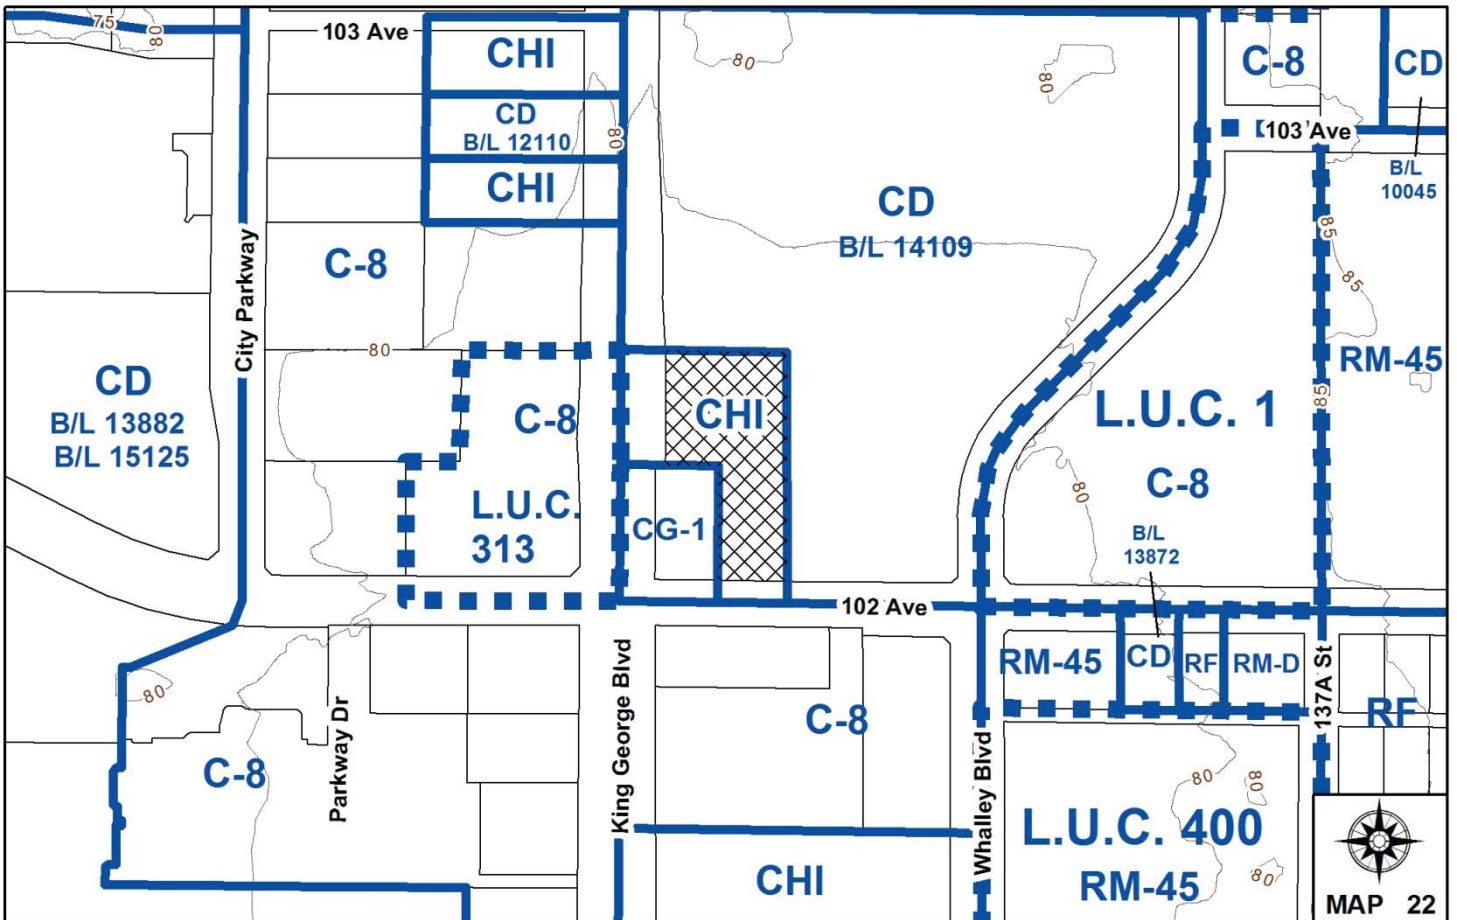 75
80
103 Ave
CHI
80
80
C-8
CD
CD
B/L 12110
80
103 Ave
B/L
10045
CHI
CD
B/L 14109
85
City Parkway
C-8
85
80
RM-45
CD
B/L 13882
B/L 15125
C-8
CHI
L.U.C. 1
85
C-8
L.U.C.
313
CG-1
80
B/L
13872
102 Ave
RM-45
CD
RF
RM-D
137A St
RF
80
Parkway Dr
King George Blvd
C-8
Whalley Blvd
C-8
80
80
L.U.C. 400
RM-45
80
CHI
MAP 22